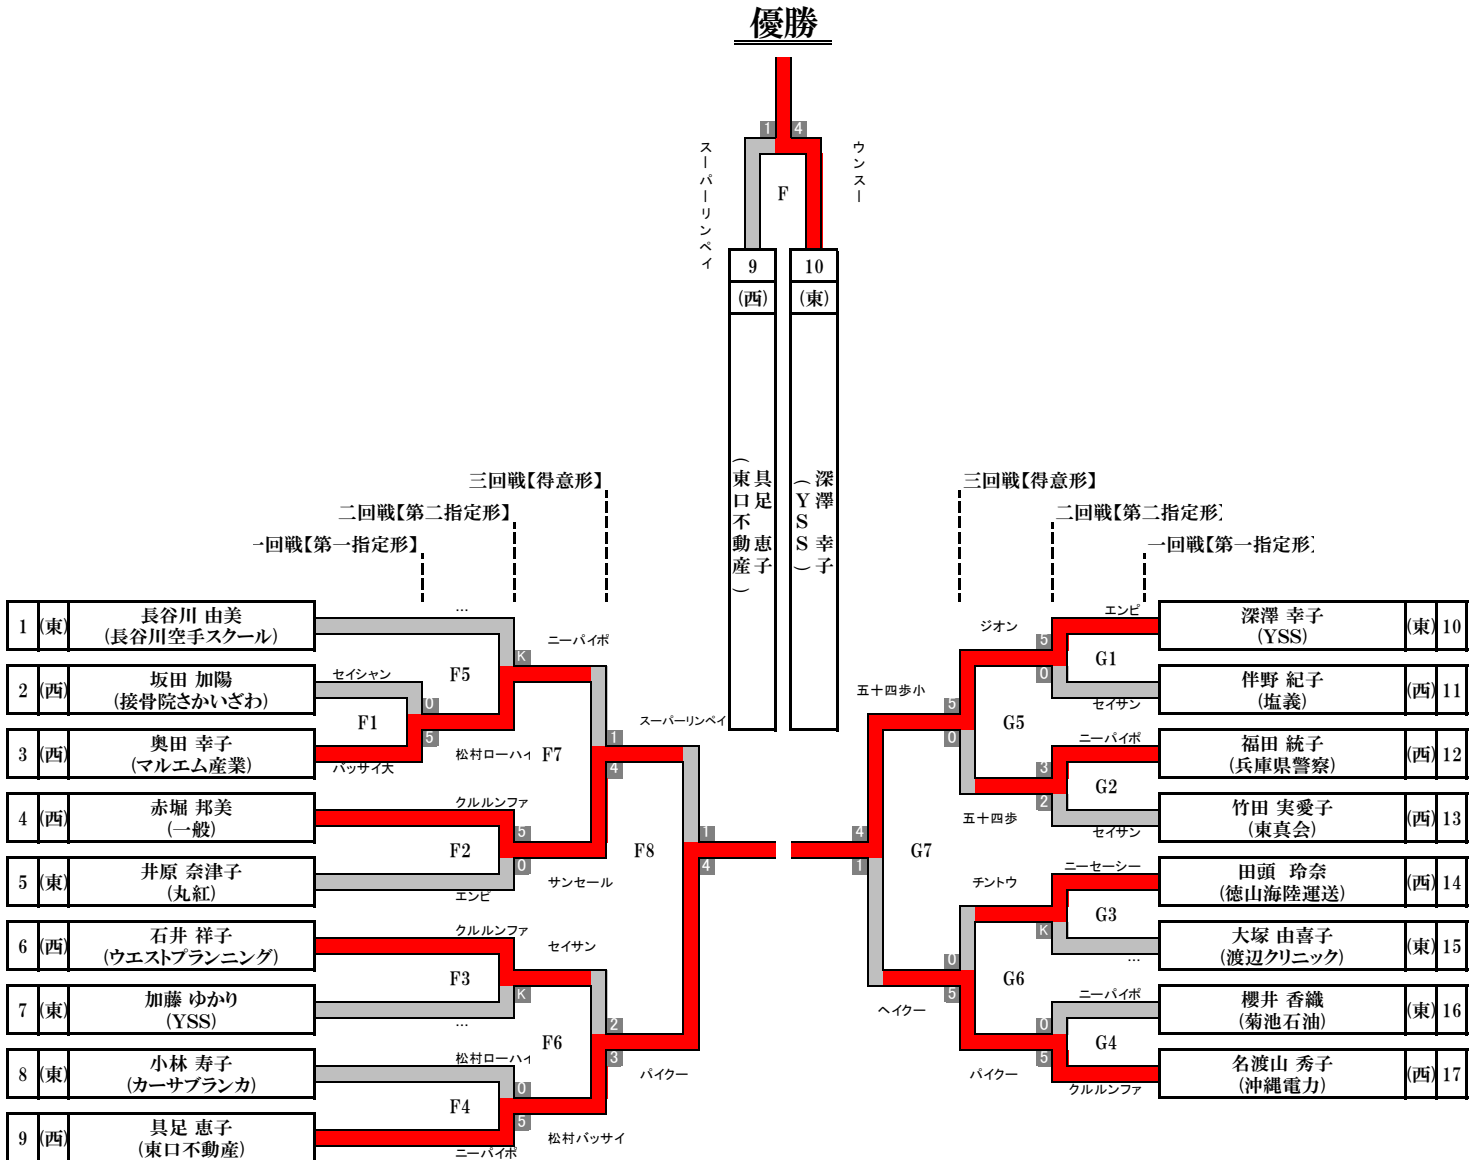 優勝
1 4
スーパーリンペイ
ウンスー
F
9 10
(西) (東)
具足 恵子
(東口不動産)
深澤 幸子
(YSS)
三回戦【得意形】
二回戦【第二指定形】
一回戦【第一指定形】
三回戦【得意形】
二回戦【第二指定形】
一回戦【第一指定形】
1 (東) 長谷川 由美
(長谷川空手スクール)
2 (西) 坂田 加陽
(接骨院さかいざわ)
3 (西) 奥田 幸子
(マルエム産業)
4 (西) 赤堀 邦美
(一般)
5 (東) 井原 奈津子
(丸紅)
6 (西) 石井 祥子
(ウエストプランニング)
7 (東) 加藤 ゆかり
(YSS)
8 (東) 小林 寿子
(カーサブランカ)
9 (西) 具足 恵子
(東口不動産)
...
セイシャン
0
F1
5
バッサイ大
K
F5
松村ローハイ
クルルンファ
5
F2
0
エンピ
クルルンファ
F3
K
...
松村ローハイ
0
F4
5
ニーパイポ
ニーパイポ
1
F7
4
サンセール
セイサン
2
F6
3
松村バッサイ
スーパーリンペイ
1
F8
4
パイクー
深澤 幸子 (東) 10
(YSS)
伴野 紀子 (西) 11
(塩義)
福田 統子 (西) 12
(兵庫県警察)
竹田 実愛子 (西) 13
(東真会)
田頭 玲奈 (西) 14
(徳山海陸運送)
大塚 由喜子 (東) 15
(渡辺クリニック)
櫻井 香織 (東) 16
(菊池石油)
名渡山 秀子 (西) 17
(沖縄電力)
エンピ
5
G1
0
セイサン
ニーパイポ
3
G2
2
セイサン
ニーセーシー
G3
K
...
ニーパイポ
0
G4
5
クルルンファ
ジオン
5
G5
0
五十四歩
チントウ
0
G6
5
パイクー
五十四歩小
4
G7
1
ヘイクー